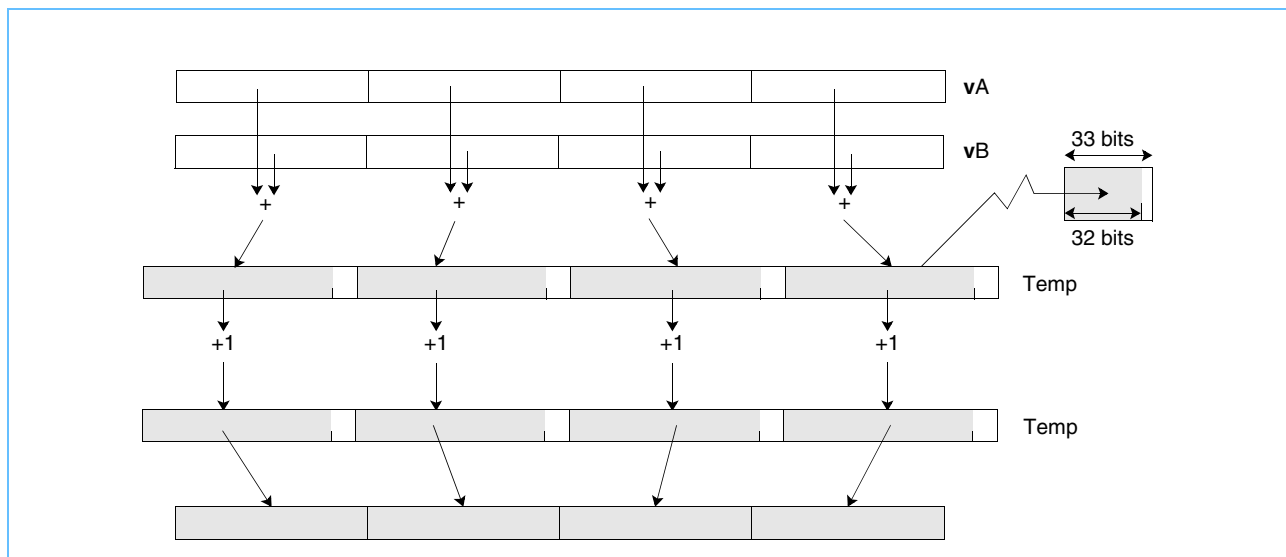 vA
vB
33 bits
+ + + +
32 bits
Temp
+1 +1 +1 +1
Temp